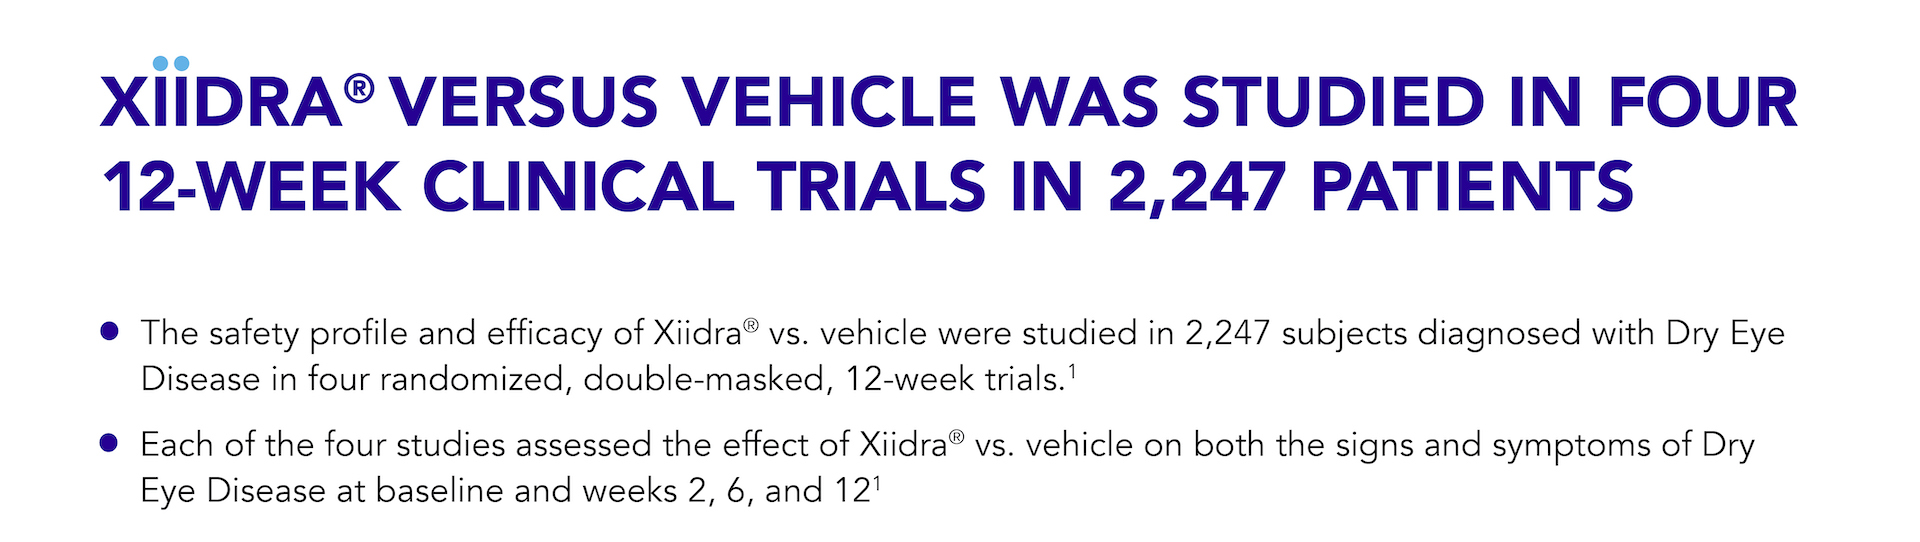 XÏÏDRA® VERSUS VEHICLE WAS STUDIED IN FOUR
12-WEEK CLINICAL TRIALS IN 2,247 PATIENTS
• The safety profile and efficacy of Xiidra® vs. vehicle were studied in 2,247 subjects diagnosed with Dry Eye
Disease in four randomized, double-masked, 12-week trials.¹
• Each of the four studies assessed the effect of Xiidra® vs. vehicle on both the signs and symptoms of Dry
Eye Disease at baseline and weeks 2, 6, and 12¹